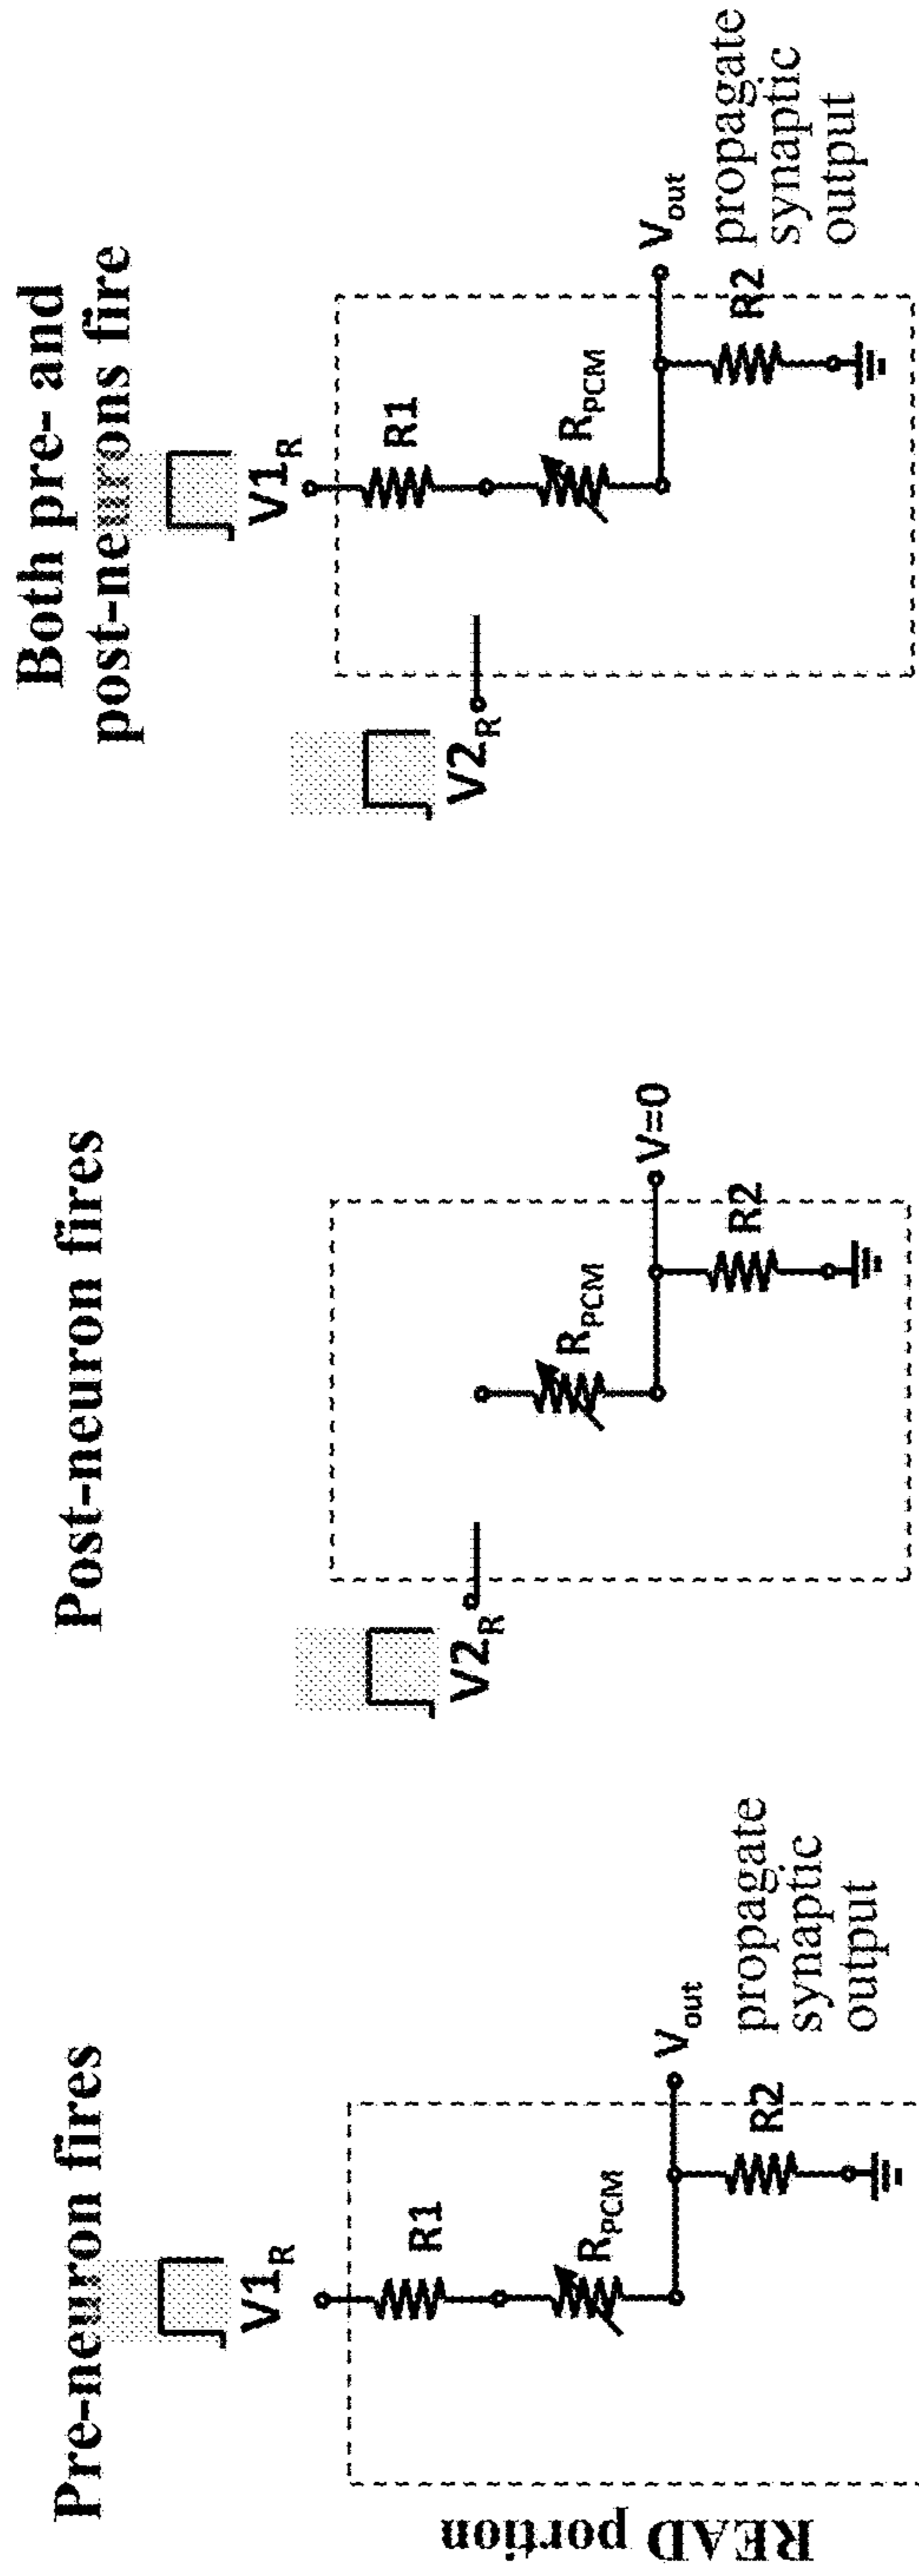 READ portion
Pre-neuron fires
V1R
R1
RPCM
Vout
R2
propagate
synaptic
output
Post-neuron fires
V2R
RPCM
V=0
R2
Both pre- and
post-neurons fire
V1R
V2R
R1
RPCM
Vout
R2
propagate
synaptic
output